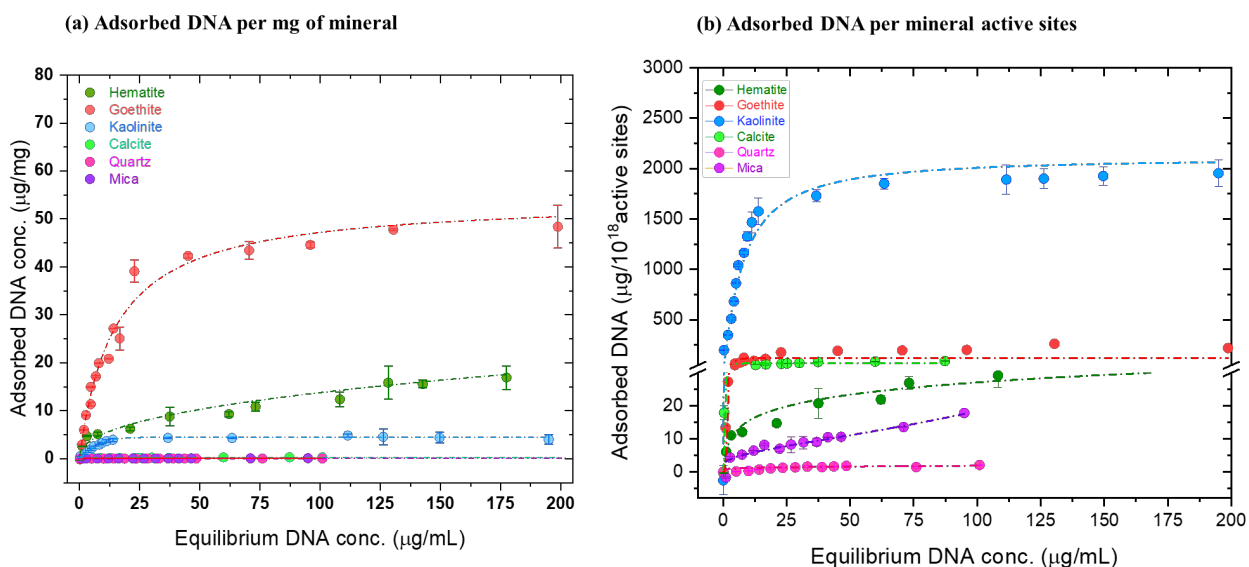 (a) Adsorbed DNA per mg of mineral
80
70
60
50
40
30
20
10
0
Adsorbed DNA conc. (μg/mg)
Hematite
Goethite
Kaolinite
Calcite
Quartz
Mica
0 25 50 75 100 125 150 175 200
Equilibrium DNA conc. (μg/mL)
(b) Adsorbed DNA per mineral active sites
3000
2500
2000
1500
1000
500
20
10
0
Adsorbed DNA (μg/10¹⁸active sites)
Hematite
Goethite
Kaolinite
Calcite
Quartz
Mica
0 25 50 75 100 125 150 175 200
Equilibrium DNA conc. (μg/mL)